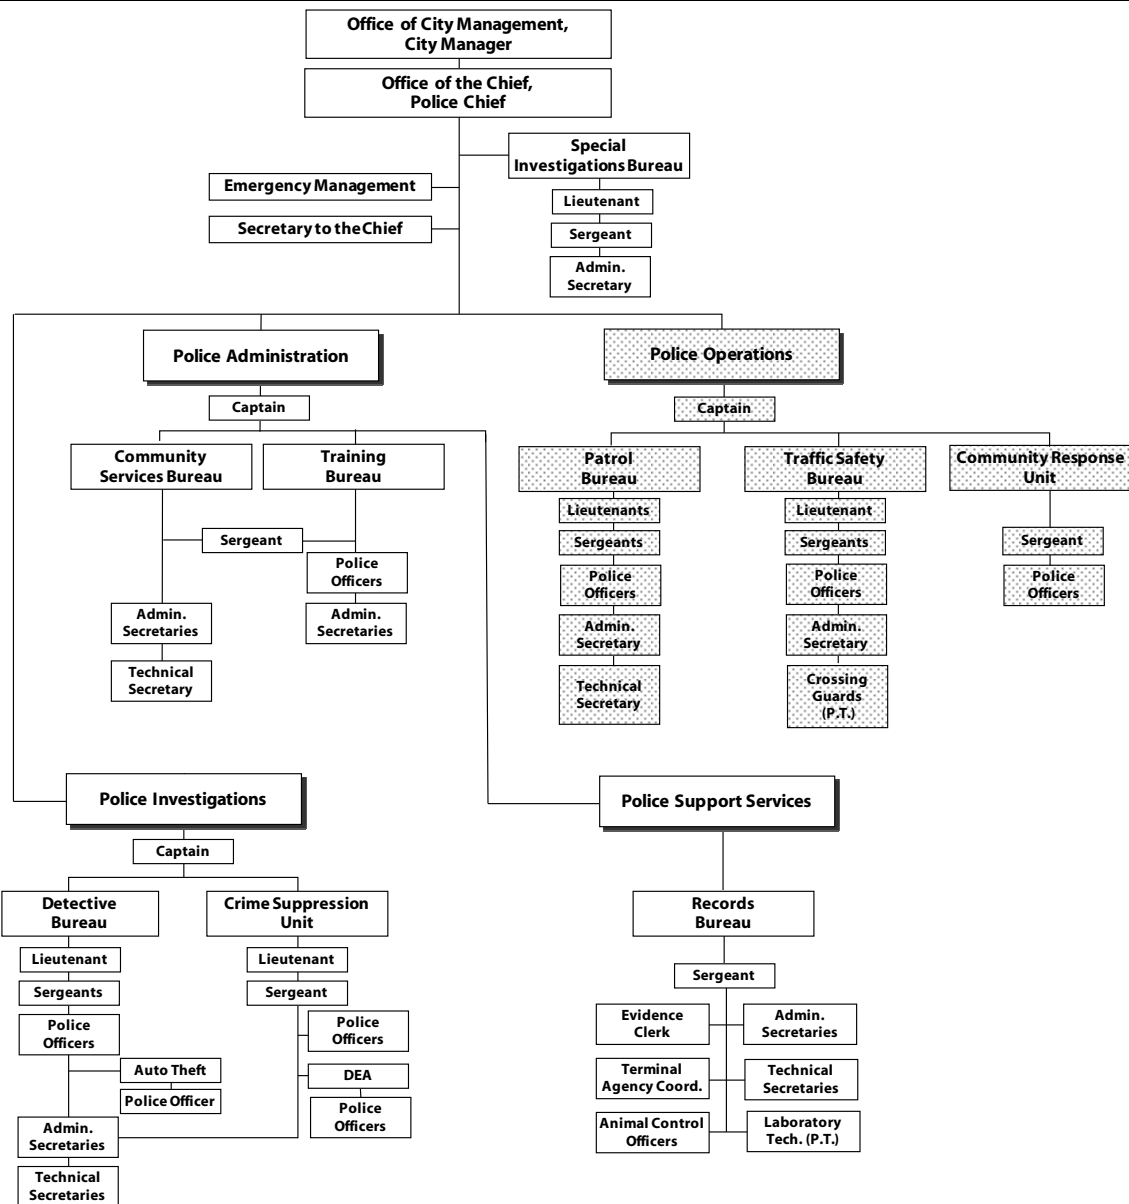 Office of City Management,
City Manager
Office of the Chief,
Police Chief
Special
Investigations Bureau
Emergency Management
Lieutenant
Secretary to the Chief
Sergeant
Admin.
Secretary
Police Administration
Captain
Community
Services Bureau
Training
Bureau
Sergeant
Police
Officers
Admin.
Secretaries
Admin.
Secretaries
Technical
Secretary
Police Operations
Captain
Patrol
Bureau
Lieutenants
Sergeants
Police
Officers
Admin.
Secretary
Technical
Secretary
Traffic Safety
Bureau
Lieutenant
Sergeants
Police
Officers
Admin.
Secretary
Crossing
Guards
(P.T.)
Community Response
Unit
Sergeant
Police
Officers
Police Investigations
Captain
Detective
Bureau
Lieutenant
Sergeants
Police
Officers
Auto Theft
Police Officer
Admin.
Secretaries
Technical
Secretaries
Crime Suppression
Unit
Lieutenant
Sergeant
Police
Officers
DEA
Police
Officers
Police Support Services
Records
Bureau
Sergeant
Evidence
Clerk
Admin.
Secretaries
Terminal
Agency Coord.
Technical
Secretaries
Animal Control
Officers
Laboratory
Tech. (P.T.)